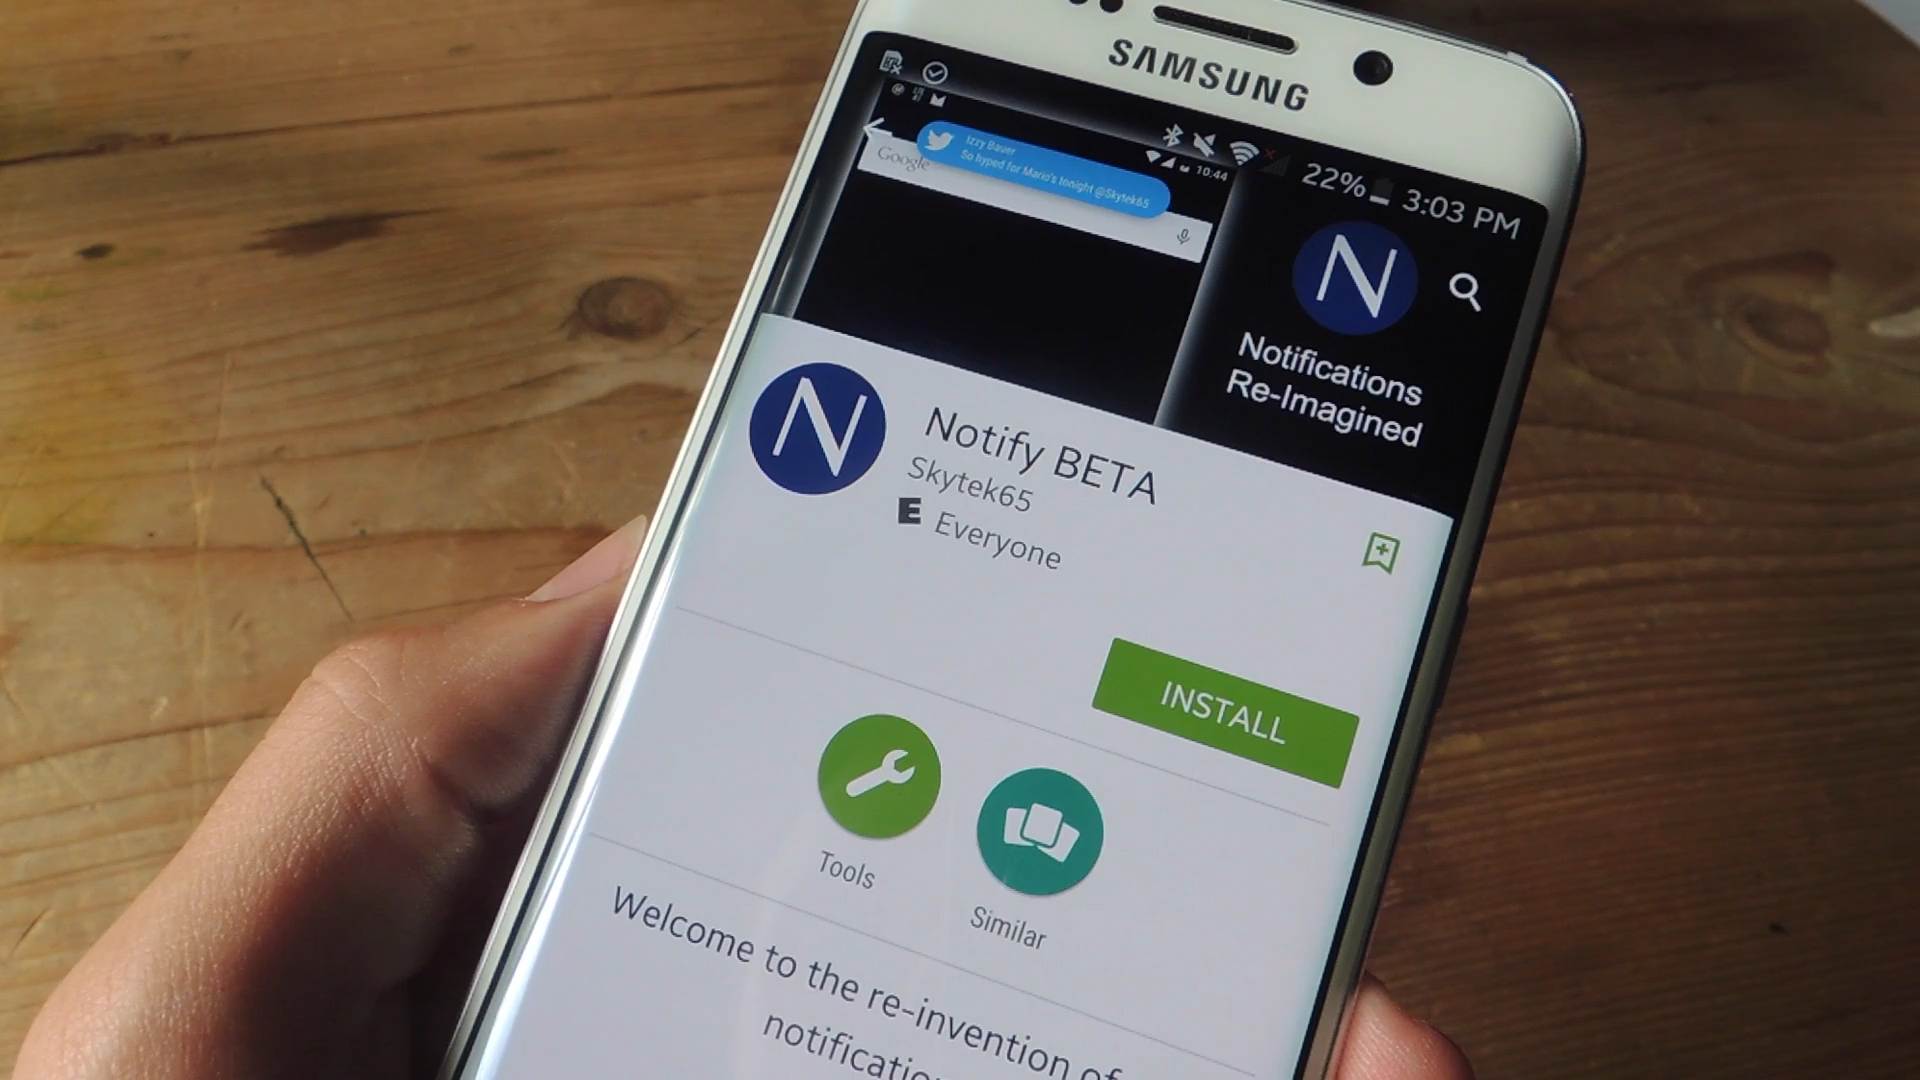 SAMSUNG
22% 3:03 PM
10:44
Google
Izzy Bauer
So hyped for Mario's tonight @Skytek65
N
Notifications
Re-Imagined
N
Notify BETA
Skytek65
E Everyone
INSTALL
Tools
Similar
Welcome to the re-invention of